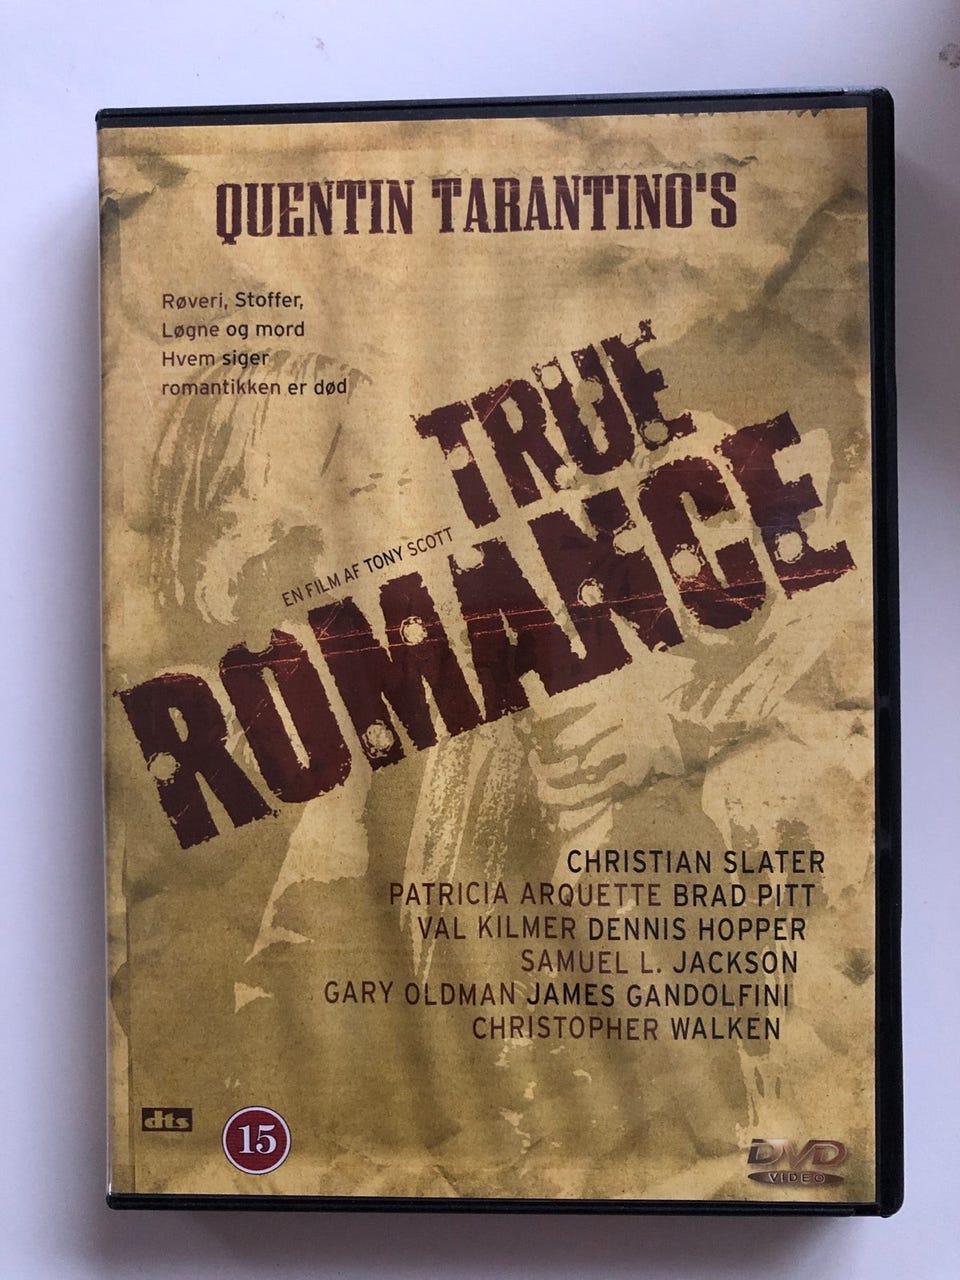 QUENTIN TARANTINO'S
Røveri, Stoffer,
Løgne og mord
Hvem siger
romantikken er død
TRUE
EN FILM AF TONY SCOTT
ROMANCE
CHRISTIAN SLATER
PATRICIA ARQUETTE BRAD PITT
VAL KILMER DENNIS HOPPER
SAMUEL L. JACKSON
GARY OLDMAN JAMES GANDOLFINI
CHRISTOPHER WALKEN
dts
15
DVD
VIDEO